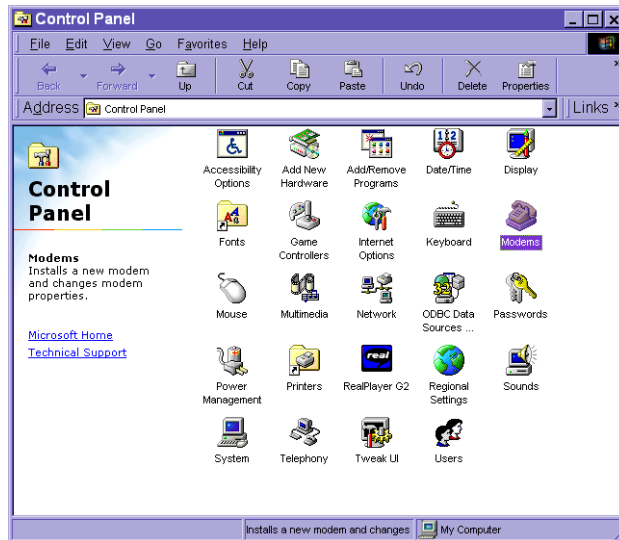 Control Panel
File Edit View Go Favorites Help
Back Forward Up Cut Copy Paste Undo Delete Properties »
Address Control Panel Links »
Control
Panel
Modems
Installs a new modem
and changes modem
properties.
Microsoft Home
Technical Support
Accessibility Options
Add New Hardware
Add/Remove Programs
12
Date/Time
Display
Fonts
Game Controllers
Internet Options
Keyboard
Modems
Mouse
Multimedia
Network
32
ODBC Data Sources ...
Passwords
Power Management
Printers
real
RealPlayer G2
Regional Settings
Sounds
System
Telephony
Tweak UI
Users
Installs a new modem and changes
My Computer